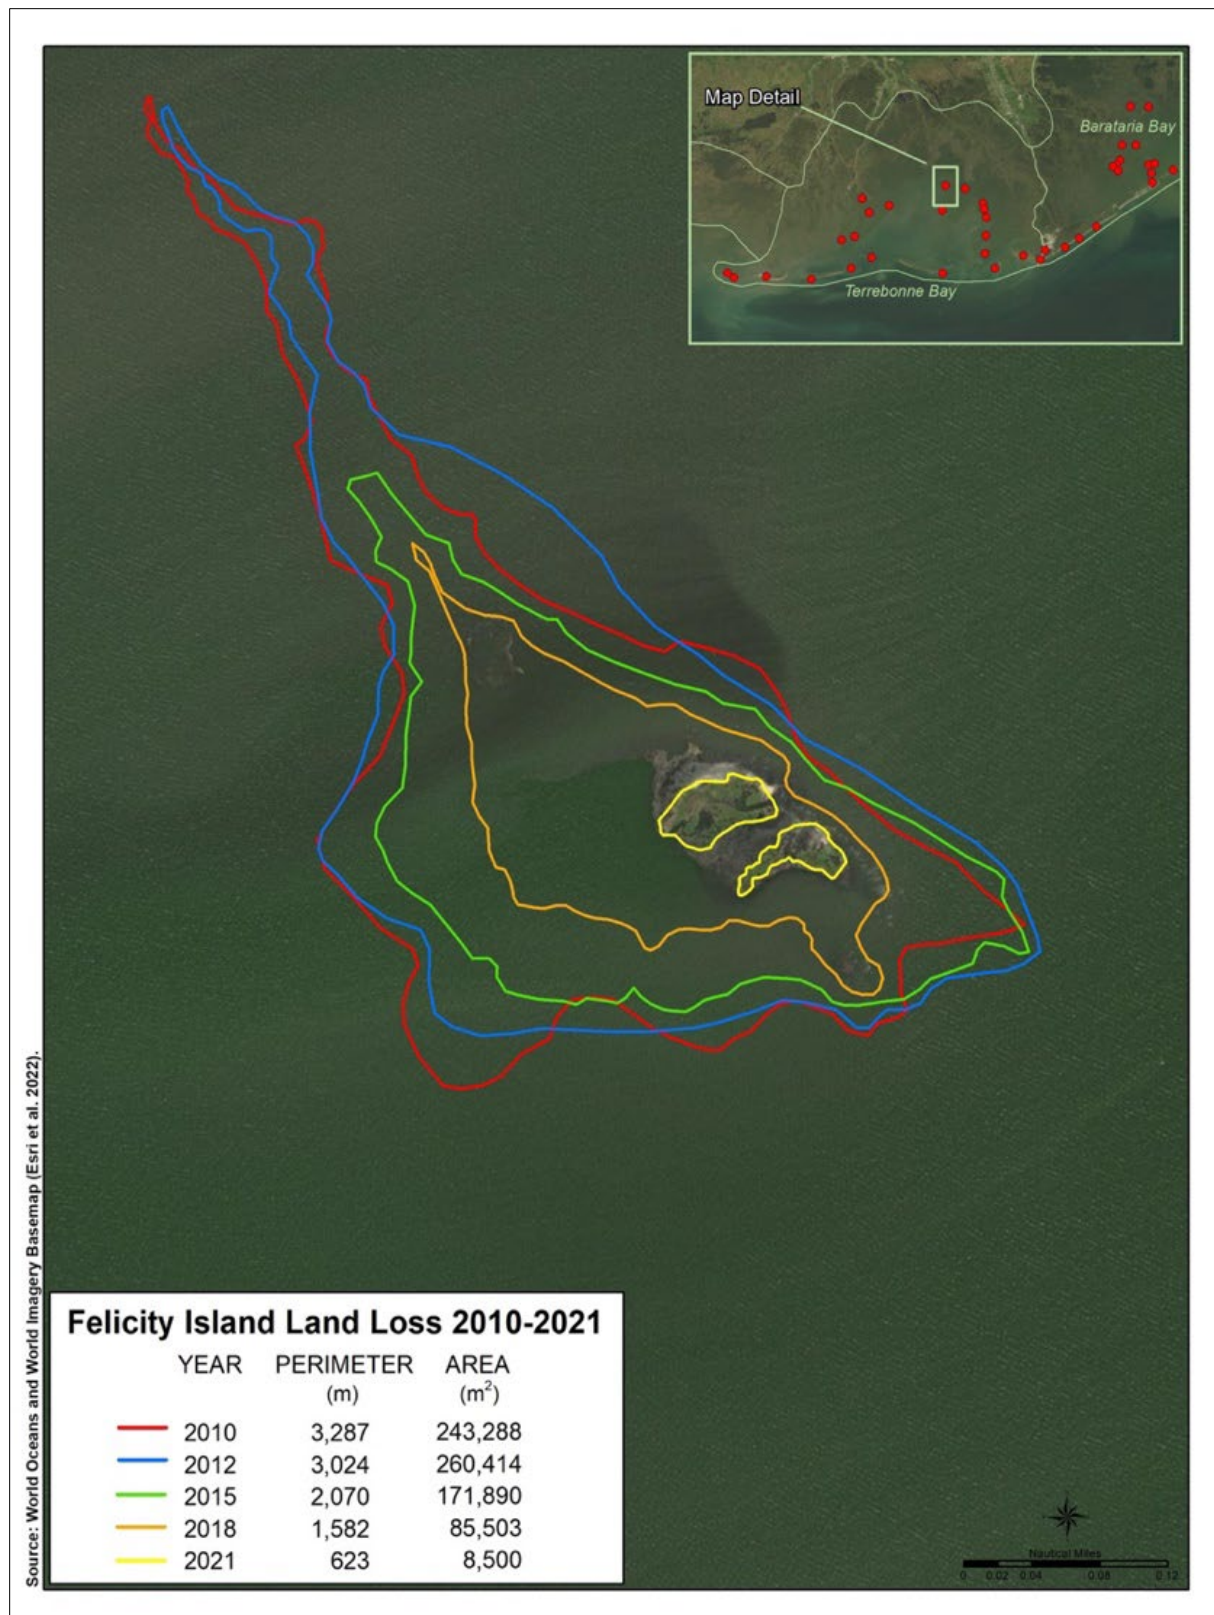 Map Detail
Barataria Bay
Terrebonne Bay
Source: World Oceans and World Imagery Basemap (Esri et al. 2022).
Felicity Island Land Loss 2010-2021
YEAR PERIMETER AREA
(m) (m²)
2010 3,287 243,288
2012 3,024 260,414
2015 2,070 171,890
2018 1,582 85,503
2021 623 8,500
Nautical Miles
0 0.02 0.04 0.08 0.12